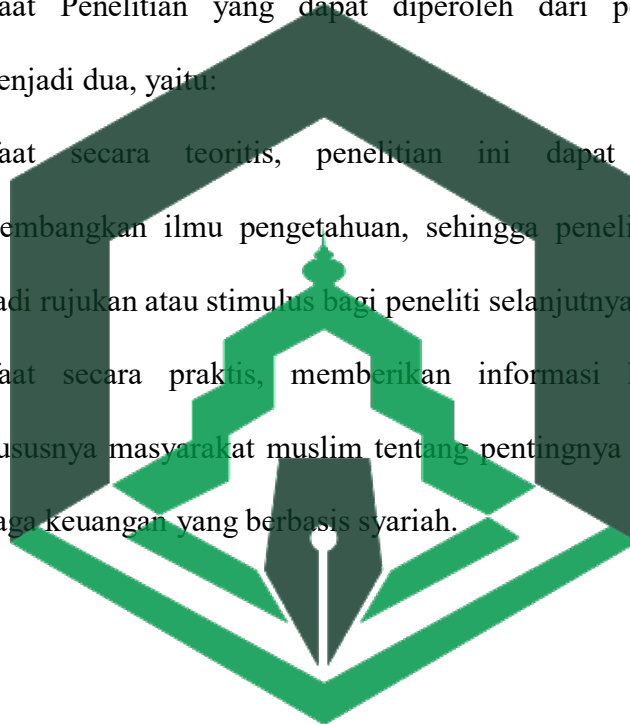 aat Penelitian yang dapat diperoleh dari p
enjadi dua, yaitu:
aat secara teoritis, penelitian ini dapat
embangkan ilmu pengetahuan, sehingga peneli
adi rujukan atau stimulus bagi peneliti selanjutnya
aat secara praktis, memberikan informasi
ususnya masyarakat muslim tentang pentingnya
aga keuangan yang berbasis syariah.